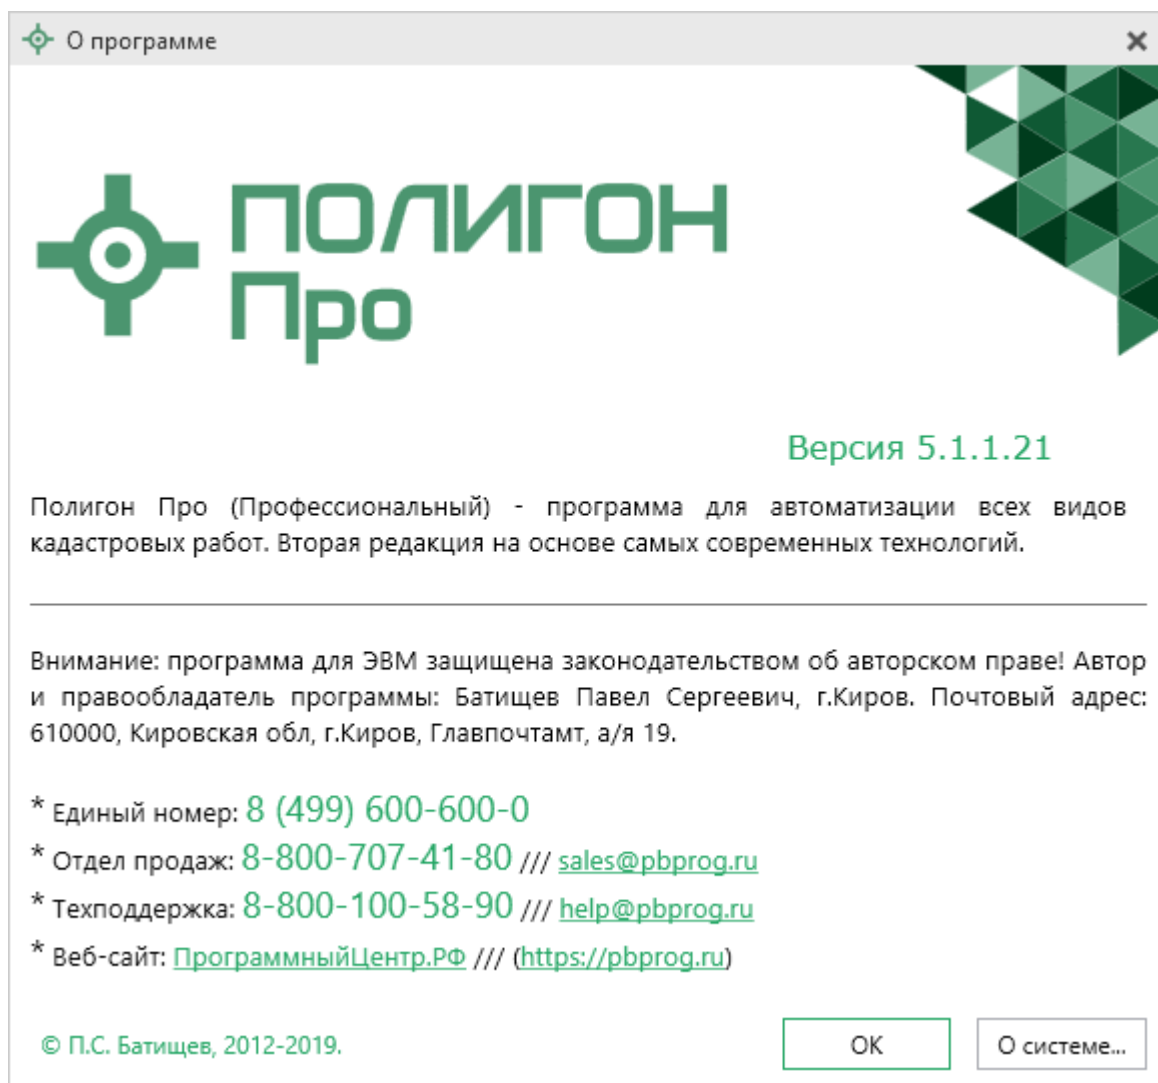 О программе
ПОЛИГОН
Про
Версия 5.1.1.21
Полигон Про (Профессиональный) - программа для автоматизации всех видов
кадастровых работ. Вторая редакция на основе самых современных технологий.
Внимание: программа для ЭВМ защищена законодательством об авторском праве! Автор
и правообладатель программы: Батищев Павел Сергеевич, г.Киров. Почтовый адрес:
610000, Кировская обл, г.Киров, Главпочтамт, а/я 19.
* Единый номер: 8 (499) 600-600-0
* Отдел продаж: 8-800-707-41-80 /// sales@pbprog.ru
* Техподдержка: 8-800-100-58-90 /// help@pbprog.ru
* Веб-сайт: ПрограммныйЦентр.РФ /// (https://pbprog.ru)
© П.С. Батищев, 2012-2019.
ОК
О системе...